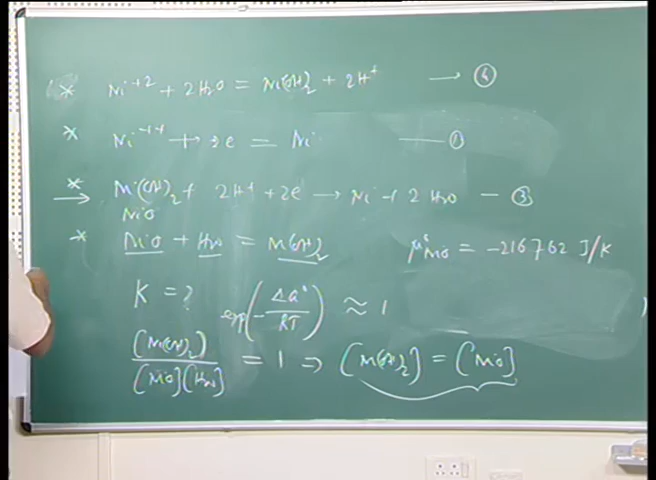 * Ni⁺² + 2H₂O = Ni(OH)₂ + 2H⁺ → ④
* Ni⁺⁺ + 2e = Ni — ①
* → Ni(OH)₂ + 2H⁺ + 2e → Ni + 2H₂O — ③
NiO
* NiO + H₂O = Ni(OH)₂ μ°NiO = -216762 J/K
K = ? exp(-ΔG°/RT) ≈ 1
[Ni(OH)₂]/[NiO][H₂O] = 1 ⇒ [Ni(OH)₂] = [NiO]